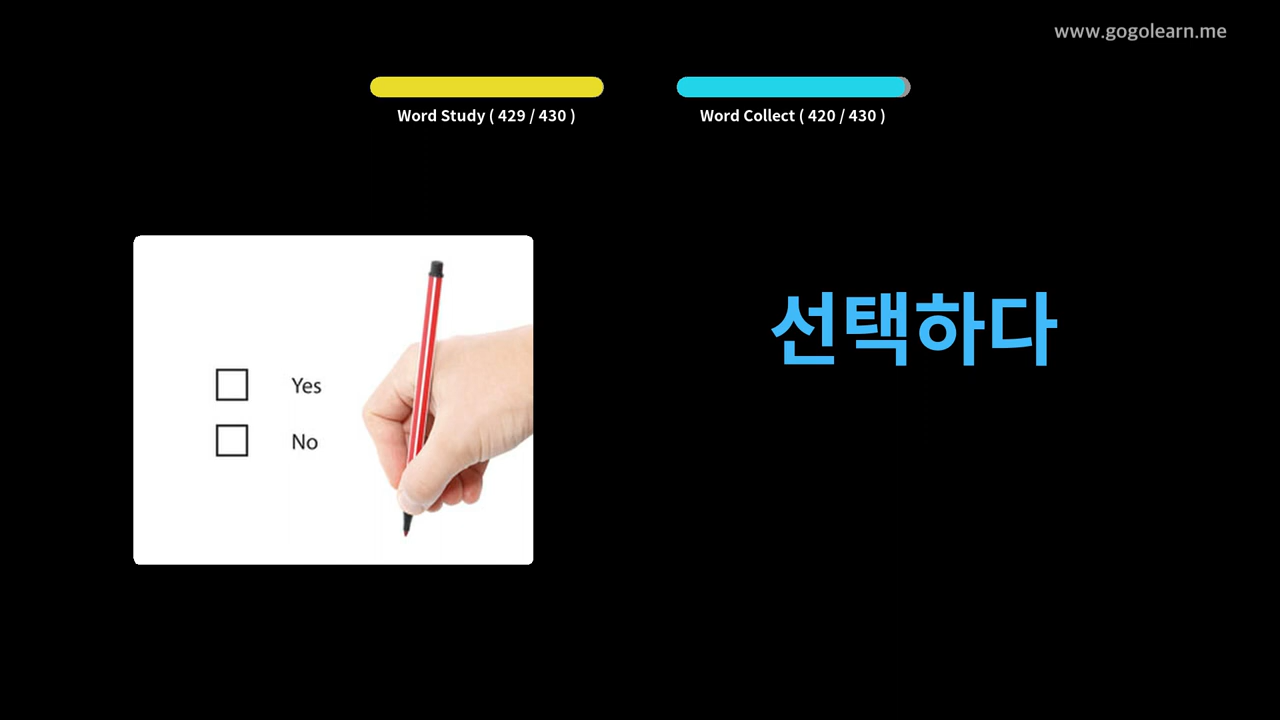 www.gogolearn.me
Word Study ( 429 / 430 )
Word Collect ( 420 / 430 )
Yes
No
선택하다